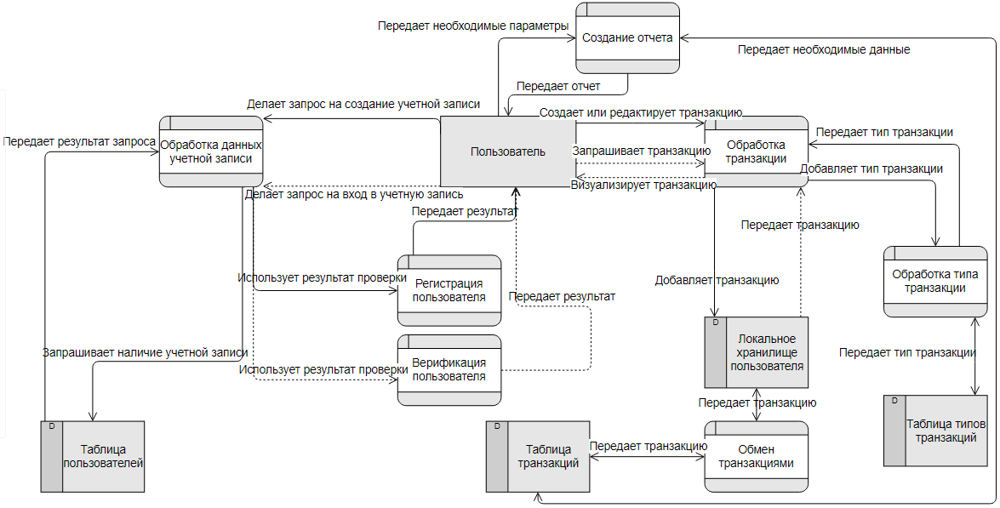 Передает необходимые параметры
Создание отчета
Передает необходимые данные
Передает отчет
Делает запрос на создание учетной записи
Создает или редактирует транзакцию
Передает результат запроса
Обработка данных
учетной записи
Пользователь
Запрашивает транзакцию
Обработка
транзакции
Передает тип транзакции
Добавляет тип транзакции
Визуализирует транзакцию
Делает запрос на вход в учетную запись
Передает результат
Передает транзакцию
Использует результат проверки
Регистрация
пользователя
Добавляет транзакцию
Обработка типа
транзакции
Передает результат
D
Локальное
хранилище
пользователя
Запрашивает наличие учетной записи
Использует результат проверки
Верификация
пользователя
Передает тип транзакции
Передает транзакцию
D
Таблица
пользователей
D
Таблица
транзакций
Передает транзакцию
Обмен
транзакциями
D
Таблица типов
транзакций